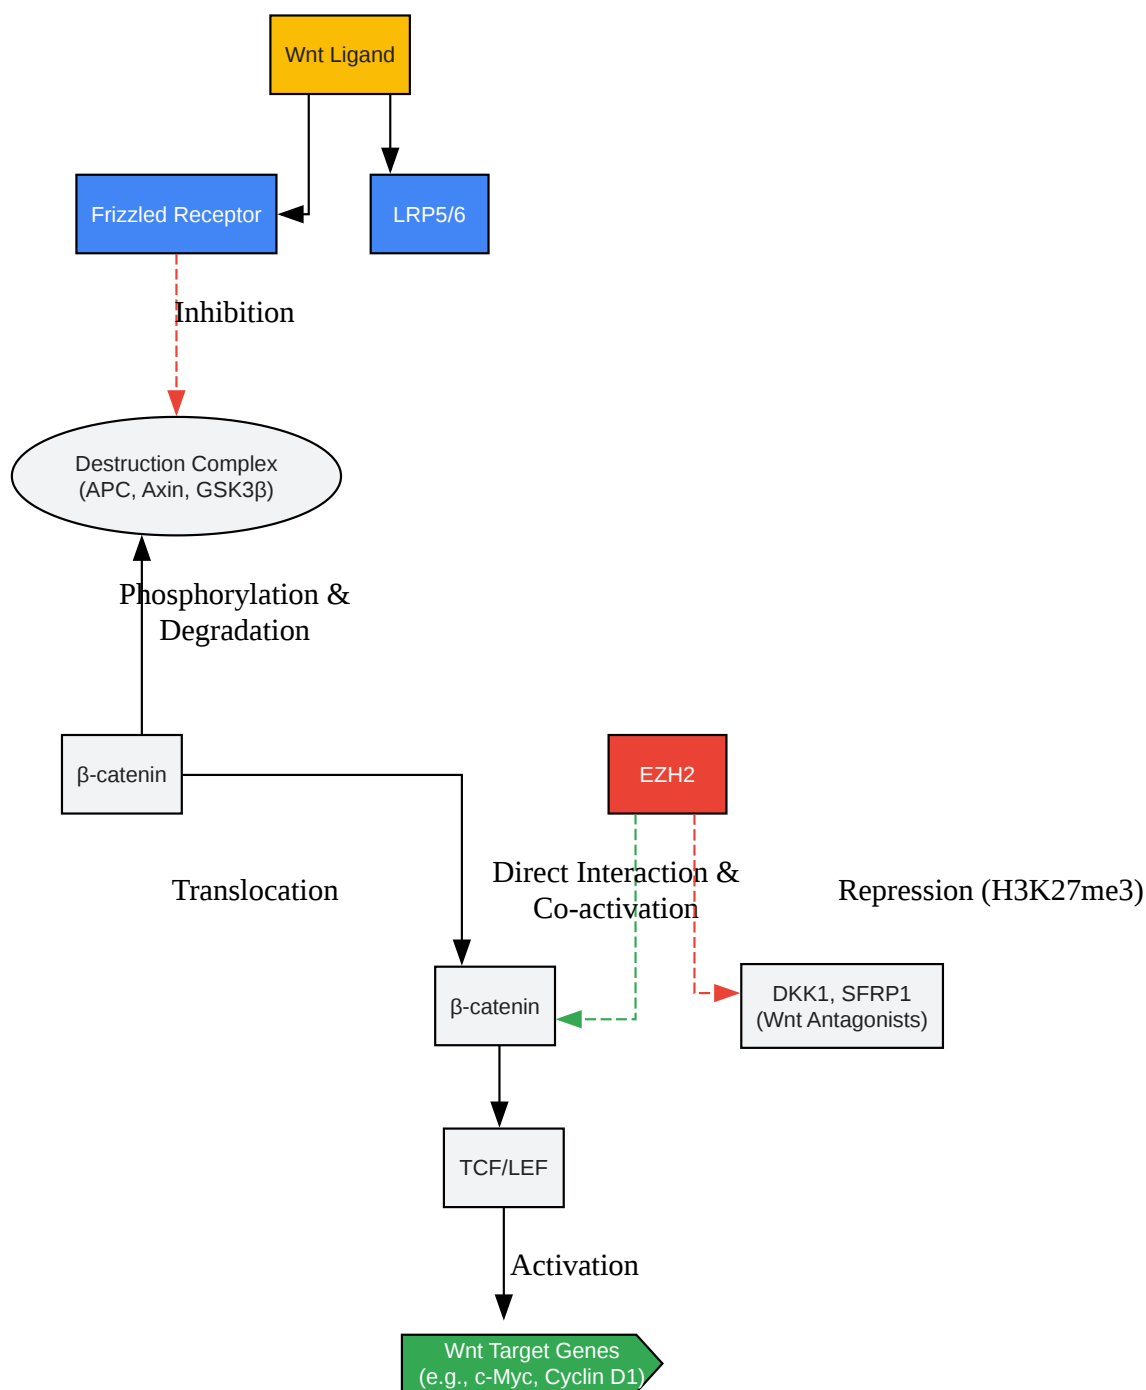 Wnt Ligand
Frizzled Receptor
LRP5/6
Inhibition
Destruction Complex
(APC, Axin, GSK3β)
Phosphorylation &
Degradation
β-catenin
EZH2
Translocation
Direct Interaction &
Co-activation
Repression (H3K27me3)
β-catenin
DKK1, SFRP1
(Wnt Antagonists)
TCF/LEF
Activation
Wnt Target Genes
(e.g., c-Myc, Cyclin D1)